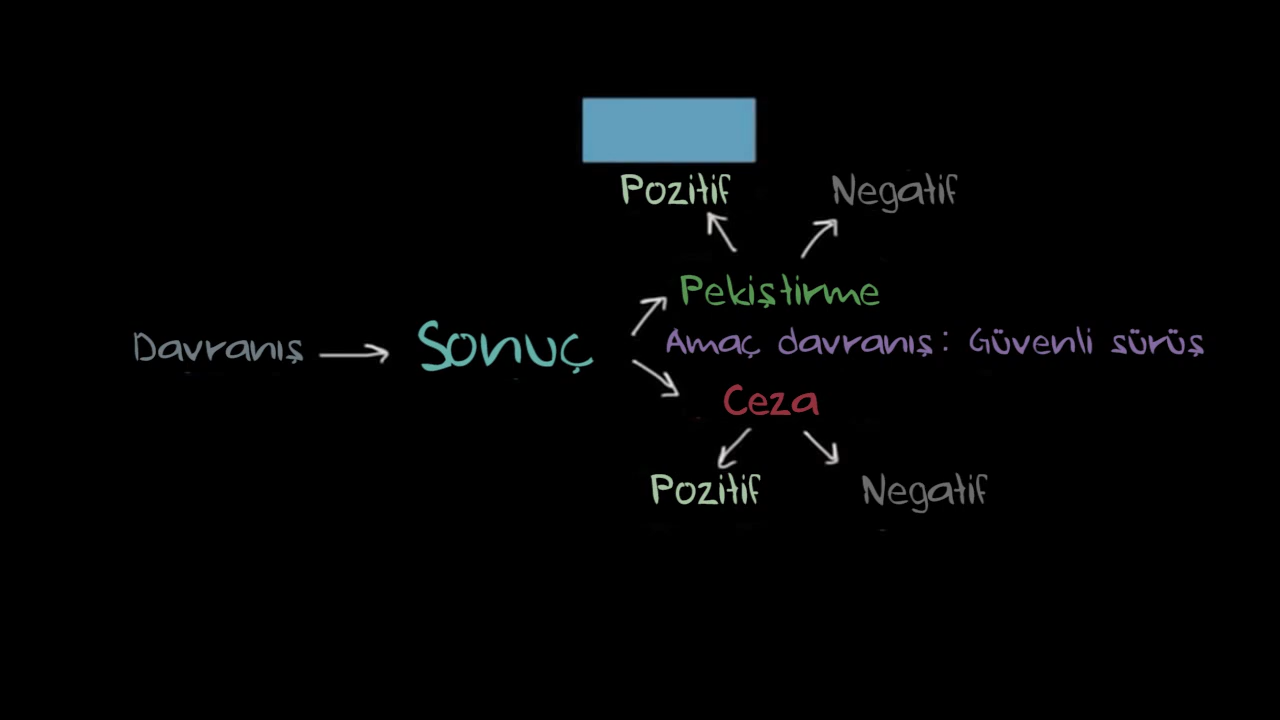 Pozitif Negatif
Pekiştirme
Davranış Sonuç Amaç davranış: Güvenli sürüş
Ceza
Pozitif Negatif